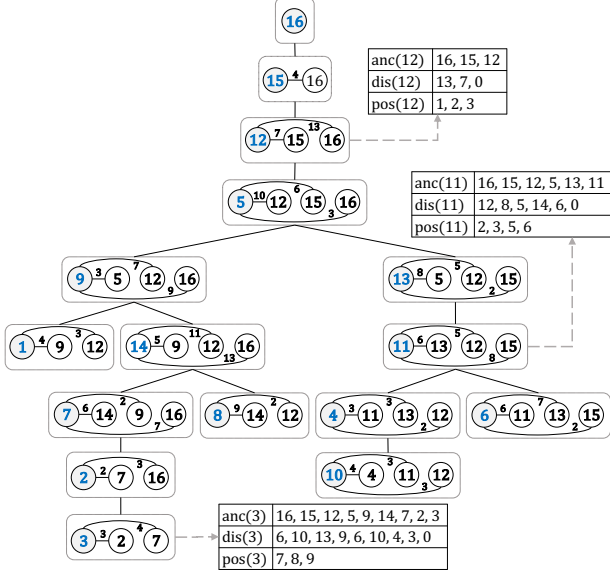 16
15 4 16
anc(12) 16, 15, 12
dis(12) 13, 7, 0
pos(12) 1, 2, 3
12 7 15 13 16
5 10 12 6 15 3 16
anc(11) 16, 15, 12, 5, 13, 11
dis(11) 12, 8, 5, 14, 6, 0
pos(11) 2, 3, 5, 6
9 3 5 7 12 9 16
13 8 5 5 12 2 15
1 4 9 3 12
14 5 9 11 12 13 16
11 6 13 5 12 8 15
7 6 14 2 9 7 16
8 9 14 2 12
4 3 11 3 13 2 12
6 6 11 7 13 2 15
2 2 7 3 16
10 4 4 3 11 3 12
3 3 2 4 7
anc(3) 16, 15, 12, 5, 9, 14, 7, 2, 3
dis(3) 6, 10, 13, 9, 6, 10, 4, 3, 0
pos(3) 7, 8, 9